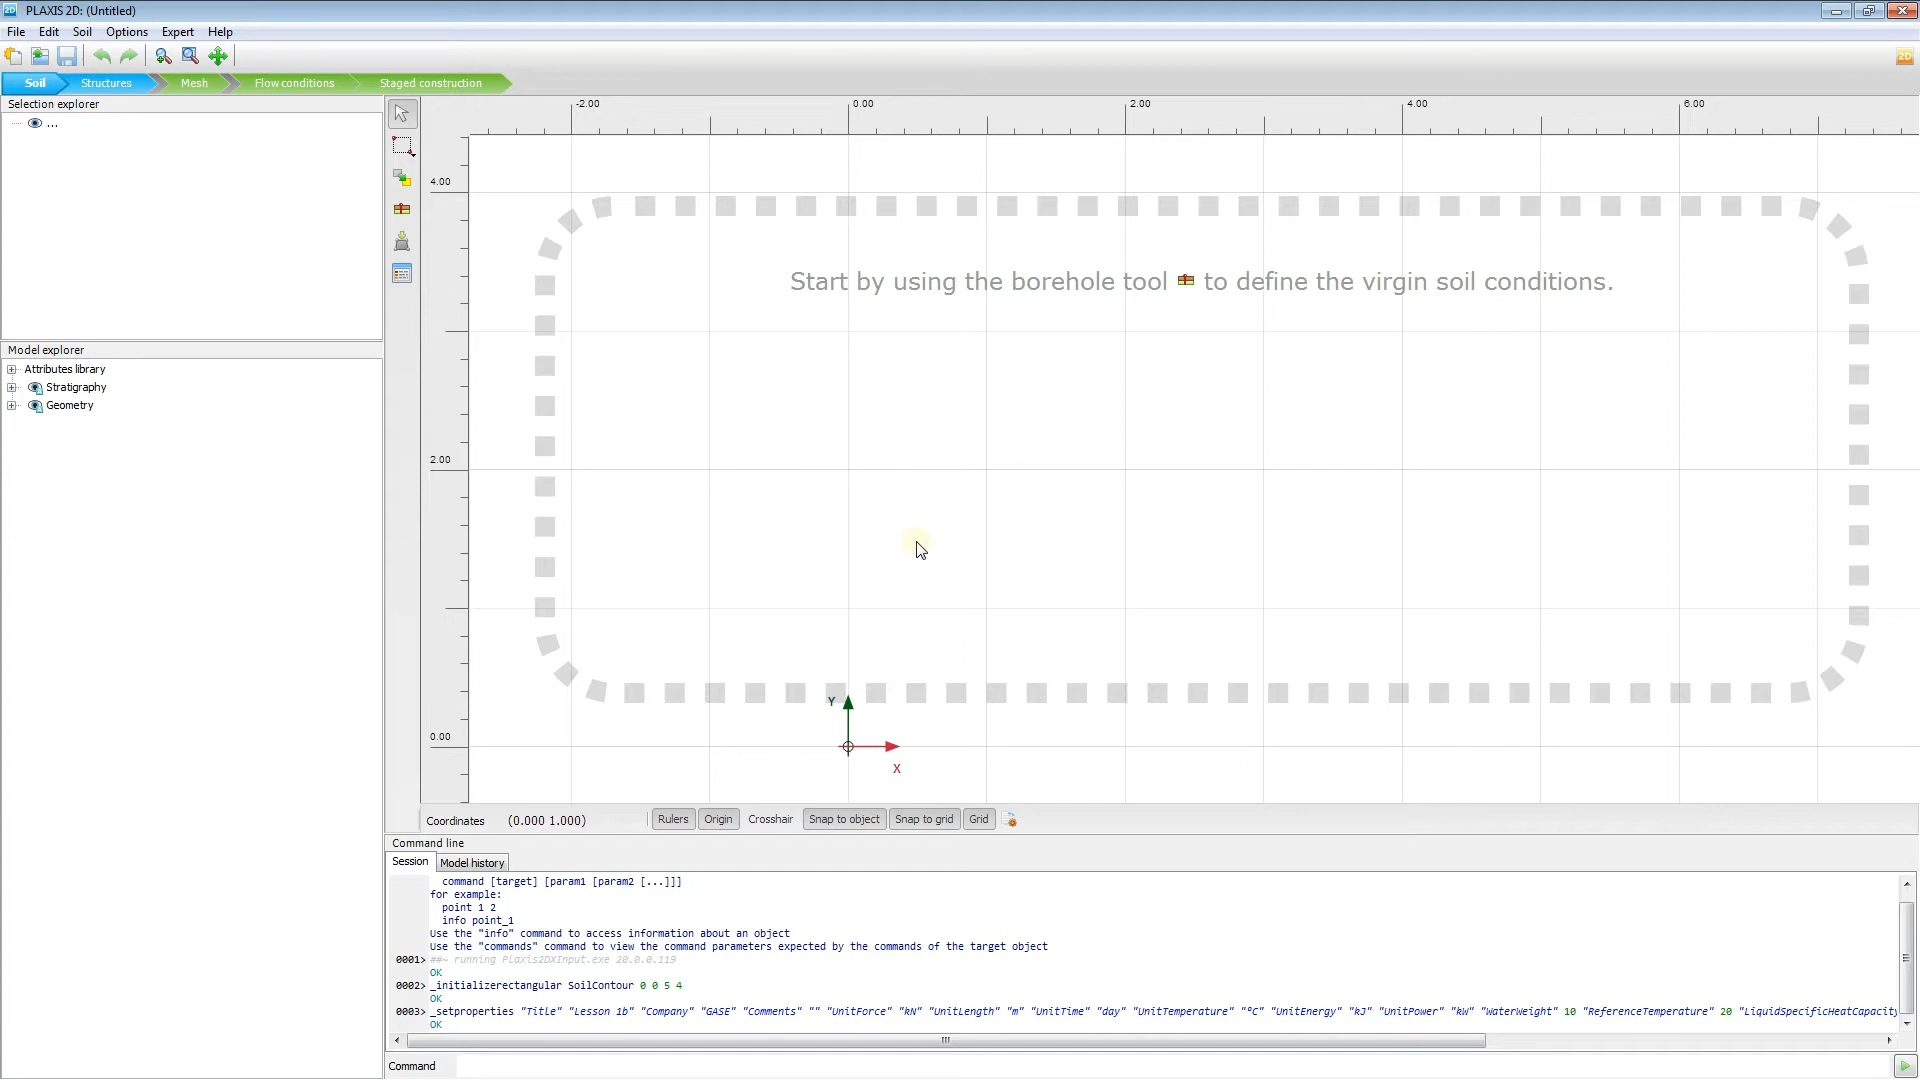 PLAXIS 2D: (Untitled)
File Edit Soil Options Expert Help
Soil Structures Mesh Flow conditions Staged construction
Selection explorer
...
Model explorer
Attributes library
Stratigraphy
Geometry
-2.00 0.00 2.00 4.00 6.00
4.00
2.00
0.00
Start by using the borehole tool to define the virgin soil conditions.
Y
X
Coordinates (0.000 1.000) Rulers Origin Crosshair Snap to object Snap to grid Grid
Command line
Session Model history
command [target] [param1 [param2 [...]]]
for example:
point 1 2
info point_1
Use the "info" command to access information about an object
Use the "commands" command to view the command parameters expected by the commands of the target object
0001> ##~ running Plaxis2DXInput.exe 20.0.0.119
OK
0002> _initializerectangular SoilContour 0 0 5 4
OK
0003> _setproperties "Title" "Lesson 1b" "Company" "GASE" "Comments" "" "UnitForce" "kN" "UnitLength" "m" "UnitTime" "day" "UnitTemperature" "°C" "UnitEnergy" "kJ" "UnitPower" "kW" "WaterWeight" 10 "ReferenceTemperature" 20 "LiquidSpecificHeatCapacity
OK
Command